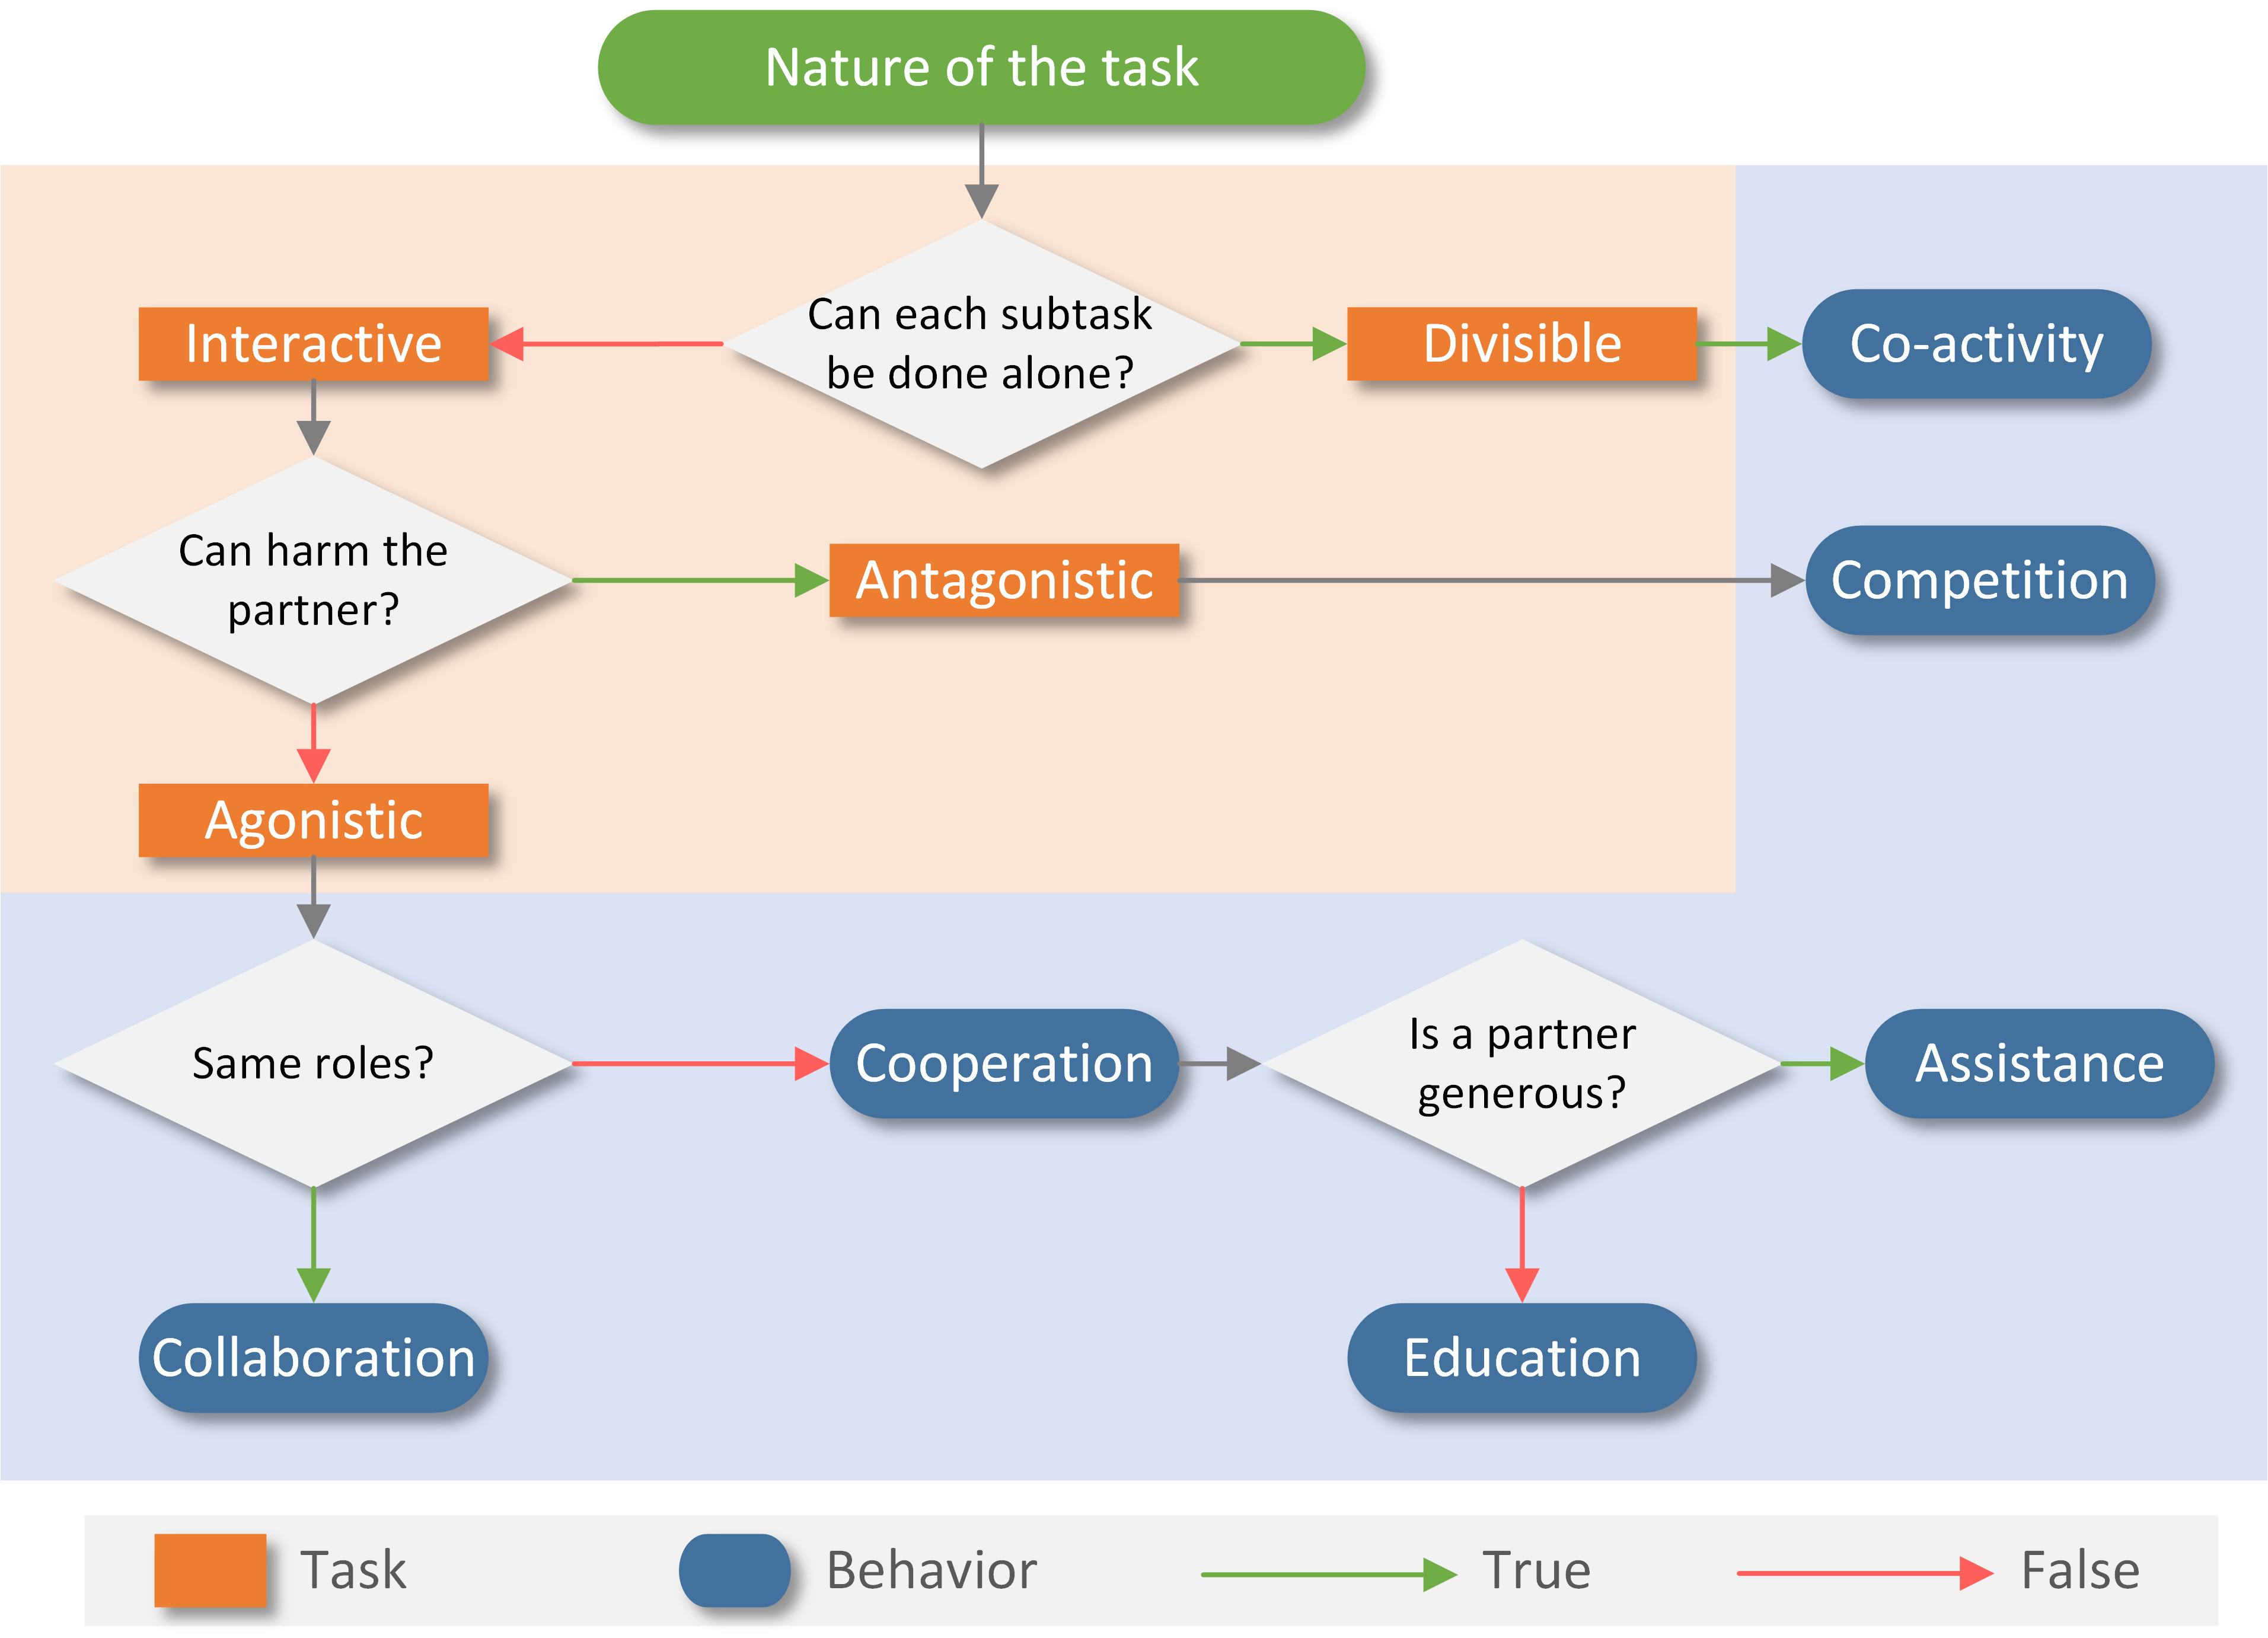 Nature of the task
Can each subtask
be done alone?
Interactive
Divisible
Co-activity
Can harm the
partner?
Antagonistic
Competition
Agonistic
Same roles?
Cooperation
Is a partner
generous?
Assistance
Collaboration
Education
Task
Behavior
True
False